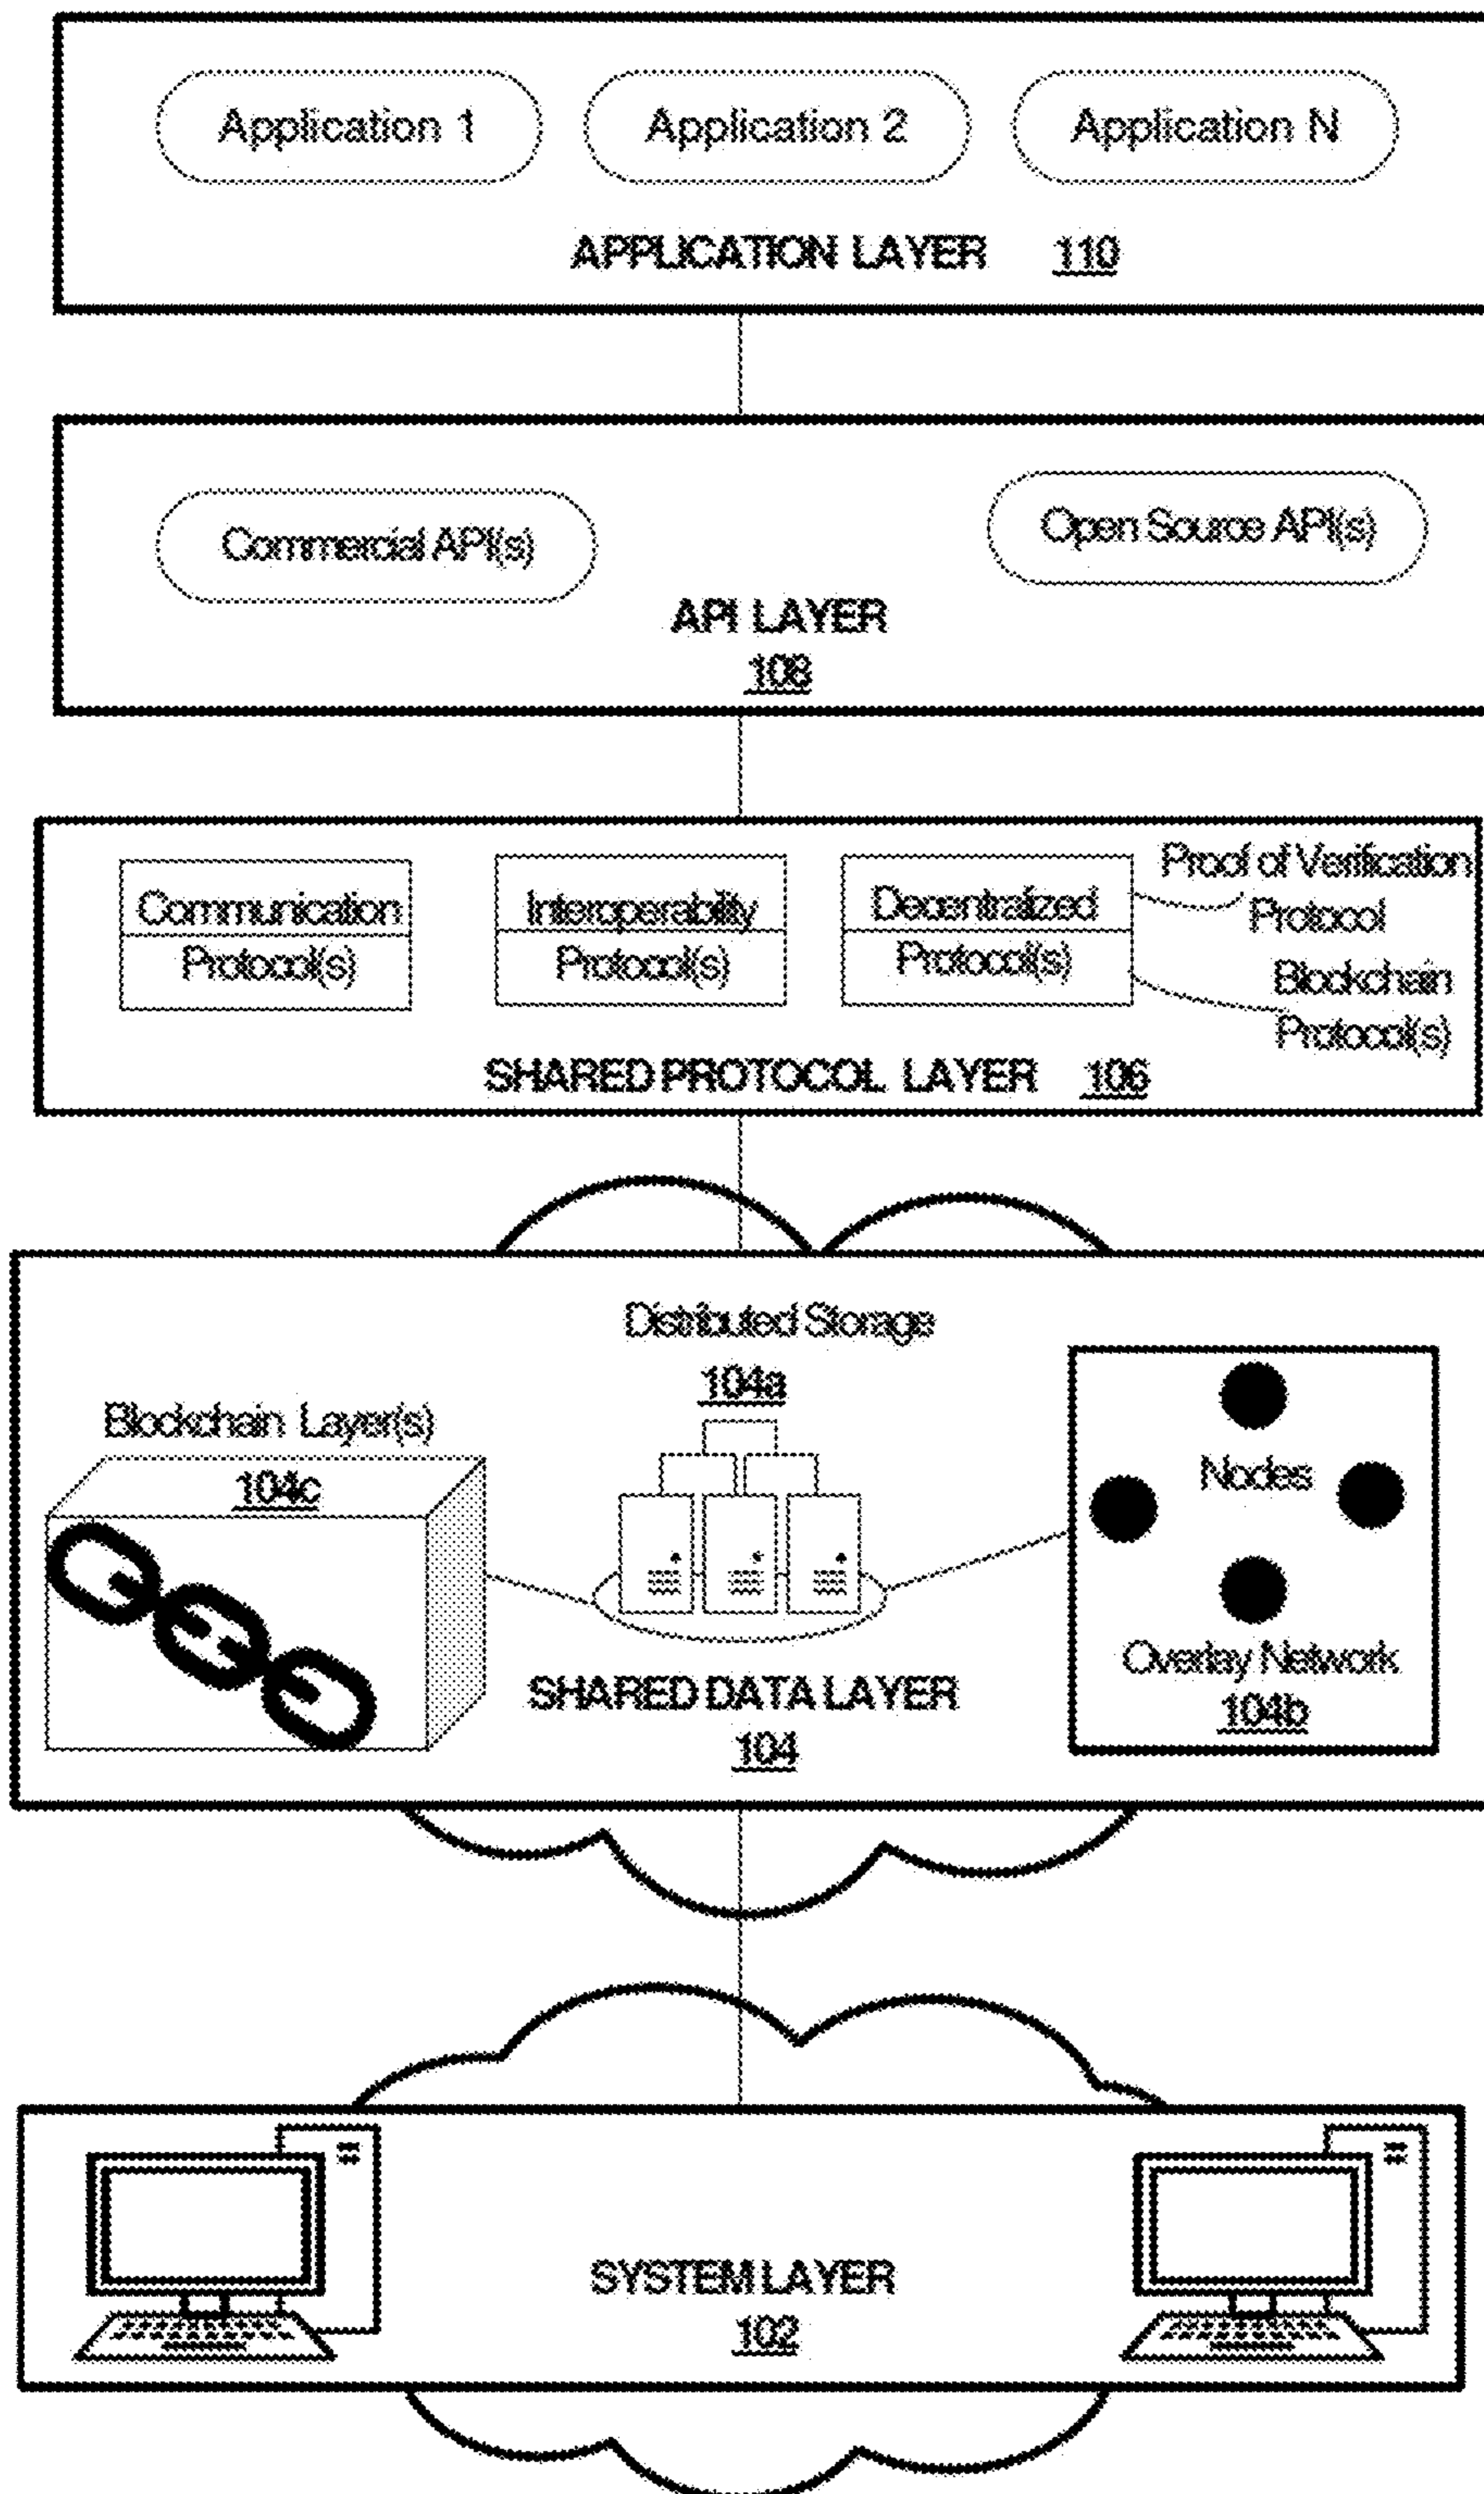 Application 1
Application 2
Application N
APPLICATION LAYER 110
Commercial API(s)
Open Source API(s)
API LAYER
108
Communication
Protocol(s)
Interoperability
Protocol(s)
Decentralized
Protocol(s)
Proof of Verification
Protocol
Blockchain
Protocol(s)
SHARED PROTOCOL LAYER 106
Distributed Storage
104a
Blockchain Layer(s)
104c
Nodes
Overlay Network
104b
SHARED DATA LAYER
104
SYSTEM LAYER
102